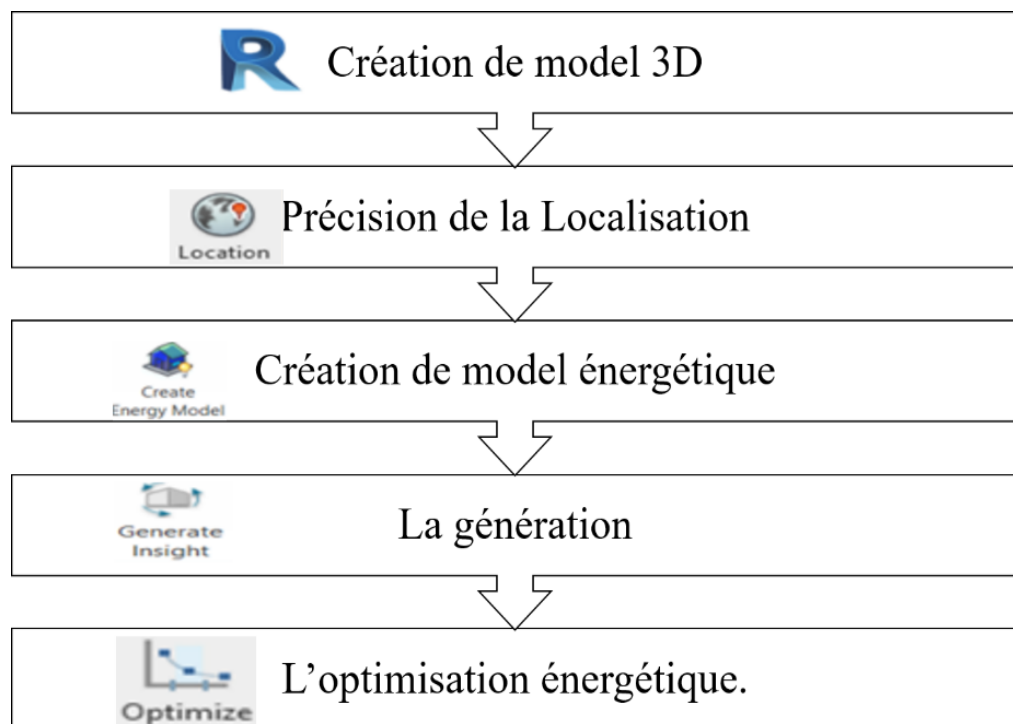 Création de model 3D
Précision de la Localisation
Location
Création de model énergétique
Create
Energy Model
La génération
Generate
Insight
L’optimisation énergétique.
Optimize